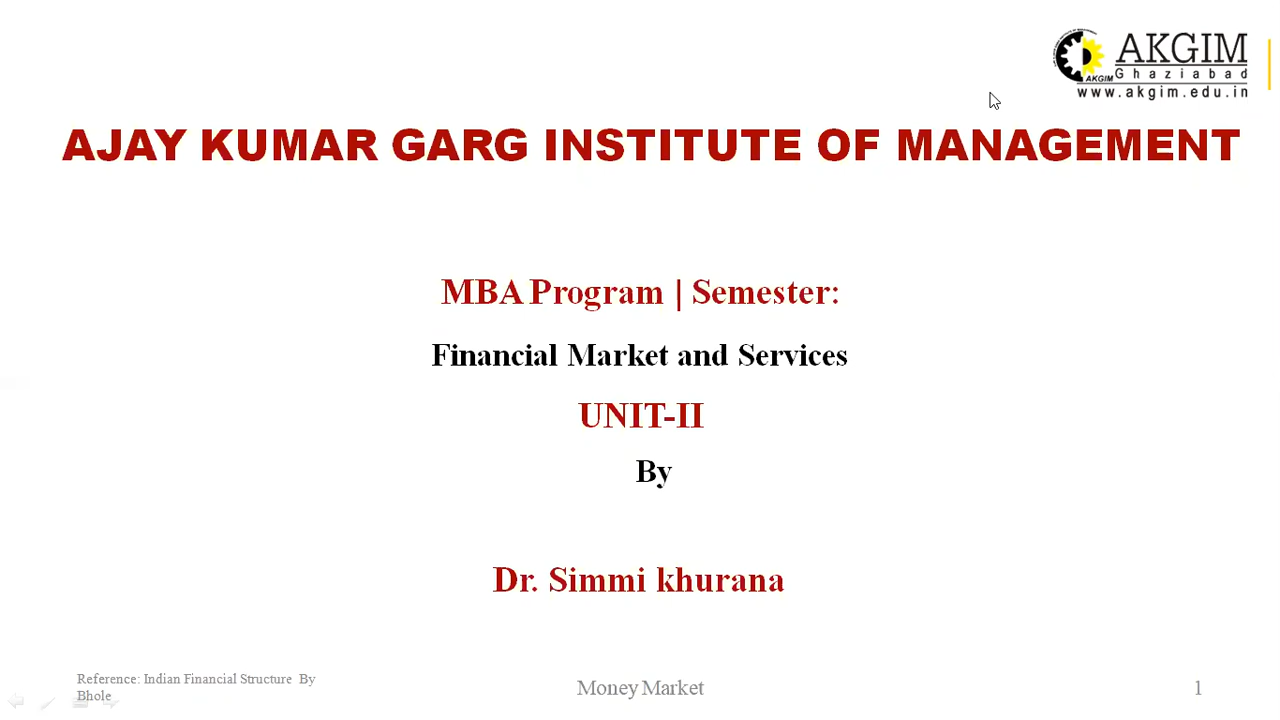 AKGIM
AKGIM
Ghaziabad
www.akgim.edu.in
AJAY KUMAR GARG INSTITUTE OF MANAGEMENT
MBA Program | Semester:
Financial Market and Services
UNIT-II
By
Dr. Simmi khurana
Reference: Indian Financial Structure By
Bhole
Money Market
1